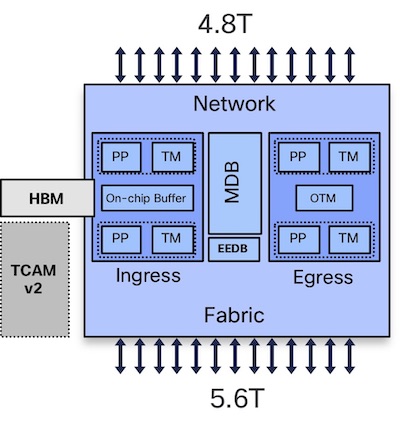 4.8T
Network
PP TM PP TM
MDB
HBM
On-chip Buffer
OTM
PP TM PP TM
EEDB
TCAM
v2
Ingress
Egress
Fabric
5.6T